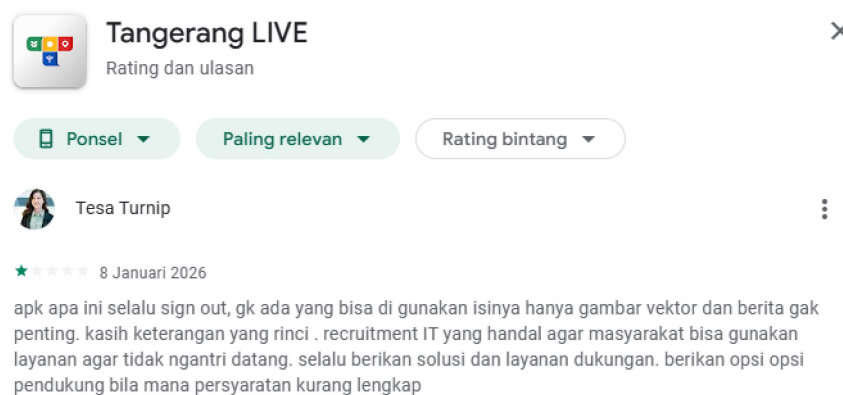 Tangerang LIVE
Rating dan ulasan
Ponsel
Paling relevan
Rating bintang
Tesa Turnip
8 Januari 2026
apk apa ini selalu sign out, gk ada yang bisa di gunakan isinya hanya gambar vektor dan berita gak
penting. kasih keterangan yang rinci . recruitment IT yang handal agar masyarakat bisa gunakan
layanan agar tidak ngantri datang. selalu berikan solusi dan layanan dukungan. berikan opsi opsi
pendukung bila mana persyaratan kurang lengkap